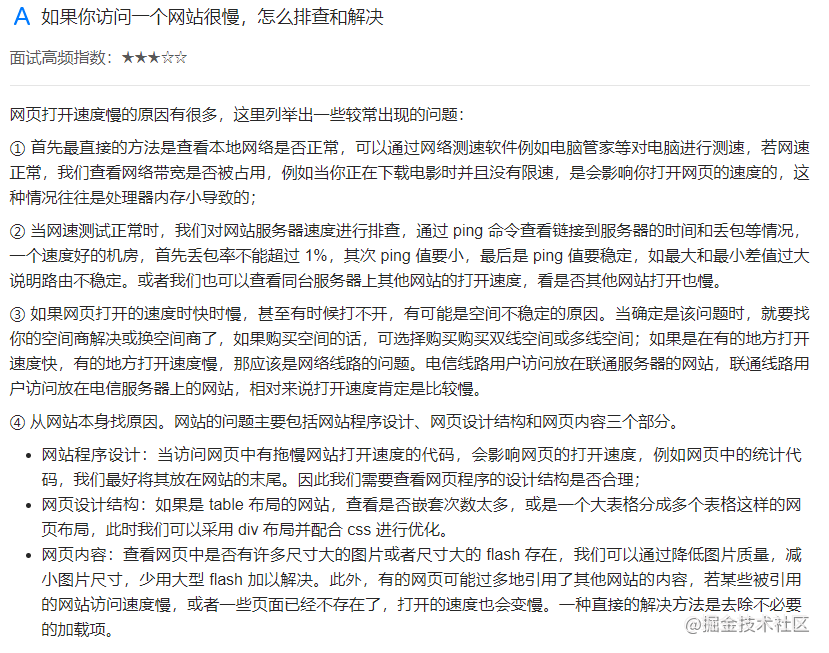 A 如果你访问一个网站很慢，怎么排查和解决
面试高频指数：★★★☆☆
网页打开速度慢的原因有很多，这里列举出一些较常出现的问题：
① 首先最直接的方法是查看本地网络是否正常，可以通过网络测速软件例如电脑管家等对电脑进行测速，若网速
正常，我们查看网络带宽是否被占用，例如当你正在下载电影时并且没有限速，是会影响你打开网页的速度的，这
种情况往往是处理器内存小导致的；
② 当网速测试正常时，我们对网站服务器速度进行排查，通过 ping 命令查看链接到服务器的时间和丢包等情况，
一个速度好的机房，首先丢包率不能超过 1%，其次 ping 值要小，最后是 ping 值要稳定，如最大和最小差值过大
说明路由不稳定。或者我们也可以查看同台服务器上其他网站的打开速度，看是否其他网站打开也慢。
③ 如果网页打开的速度时快时慢，甚至有时候打不开，有可能是空间不稳定的原因。当确定是该问题时，就要找
你的空间商解决或换空间商了，如果购买空间的话，可选择购买购买双线空间或多线空间；如果是在有的地方打开
速度快，有的地方打开速度慢，那应该是网络线路的问题。电信线路用户访问放在联通服务器的网站，联通线路用
户访问放在电信服务器上的网站，相对来说打开速度肯定是比较慢。
④ 从网站本身找原因。网站的问题主要包括网站程序设计、网页设计结构和网页内容三个部分。
• 网站程序设计：当访问网页中有拖慢网站打开速度的代码，会影响网页的打开速度，例如网页中的统计代
码，我们最好将其放在网站的末尾。因此我们需要查看网页程序的设计结构是否合理；
• 网页设计结构：如果是 table 布局的网站，查看是否嵌套次数太多，或是一个大表格分成多个表格这样的网
页布局，此时我们可以采用 div 布局并配合 css 进行优化。
• 网页内容：查看网页中是否有许多尺寸大的图片或者尺寸大的 flash 存在，我们可以通过降低图片质量，减
小图片尺寸，少用大型 flash 加以解决。此外，有的网页可能过多地引用了其他网站的内容，若某些被引用
的网站访问速度慢，或者一些页面已经不存在了，打开的速度也会变慢。一种直接的解决方法是去除不必要
的加载项。
@掘金技术社区